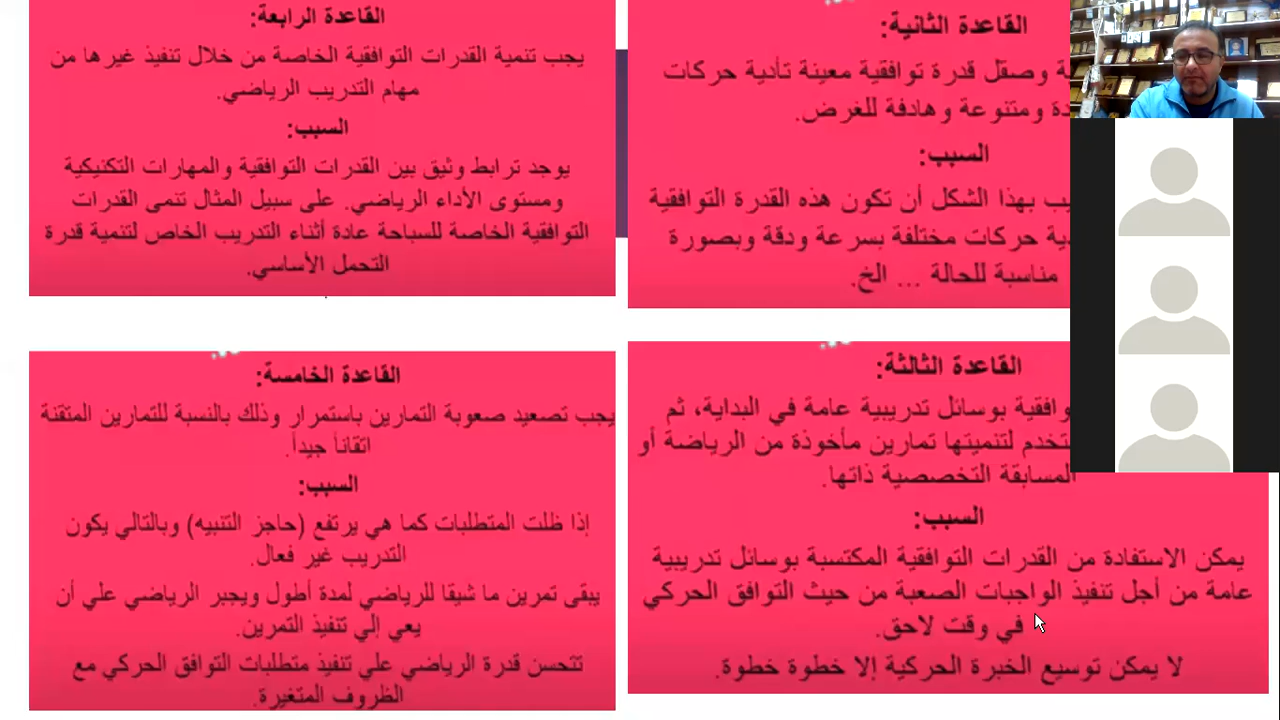 القاعدة الثانية:
وصقل قدرة توافقية معينة تأدية حركات
ومتنوعة وهادفة للغرض.
السبب:
بهذا الشكل أن تكون هذه القدرة التوافقية
حركات مختلفة بسرعة ودقة وبصورة
مناسبة للحالة ... الخ.
القاعدة الثالثة:
بوسائل تدريبية عامة في البداية، ثم
لتنميتها تمارين مأخوذة من الرياضة أو
المسابقة التخصصية ذاتها.
السبب:
يمكن الاستفادة من القدرات التوافقية المكتسبة بوسائل تدريبية
عامة من أجل تنفيذ الواجبات الصعبة من حيث التوافق الحركي
في وقت لاحق.
لا يمكن توسيع الخبرة الحركية إلا خطوة خطوة.
القاعدة الرابعة:
يجب تنمية القدرات التوافقية الخاصة من خلال تنفيذ غيرها من
مهام التدريب الرياضي.
السبب:
يوجد ترابط وثيق بين القدرات التوافقية والمهارات التكنيكية
ومستوى الأداء الرياضي. على سبيل المثال تنمى القدرات
التوافقية الخاصة للسباحة عادة أثناء التدريب الخاص لتنمية قدرة
التحمل الأساسي.
القاعدة الخامسة:
يجب تصعيد صعوبة التمارين باستمرار وذلك بالنسبة للتمارين المتقنة
اتقاناً جيداً.
السبب:
إذا ظلت المتطلبات كما هي يرتفع (حاجز التنبيه) وبالتالي يكون
التدريب غير فعال.
يبقى تمرين ما شيقا للرياضي لمدة أطول ويجبر الرياضي علي أن
يعي إلي تنفيذ التمرين.
تتحسن قدرة الرياضي علي تنفيذ متطلبات التوافق الحركي مع
الظروف المتغيرة.